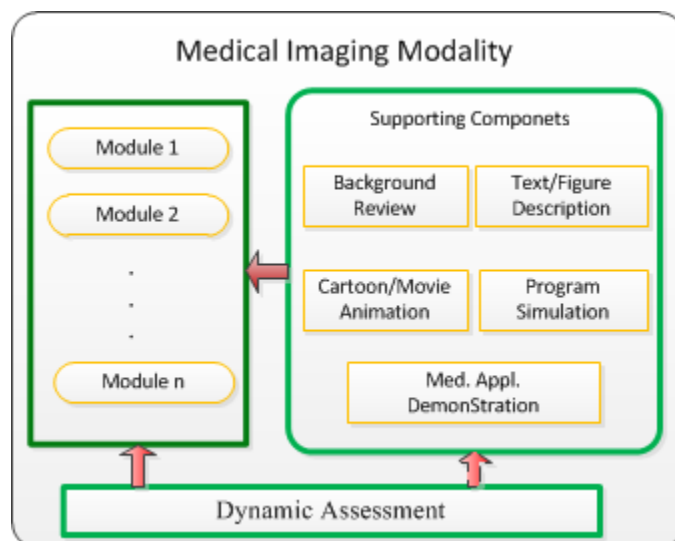 Medical Imaging Modality
Module 1
Module 2
.
.
.
Module n
Supporting Componets
Background
Review
Text/Figure
Description
Cartoon/Movie
Animation
Program
Simulation
Med. Appl.
DemonStration
Dynamic Assessment